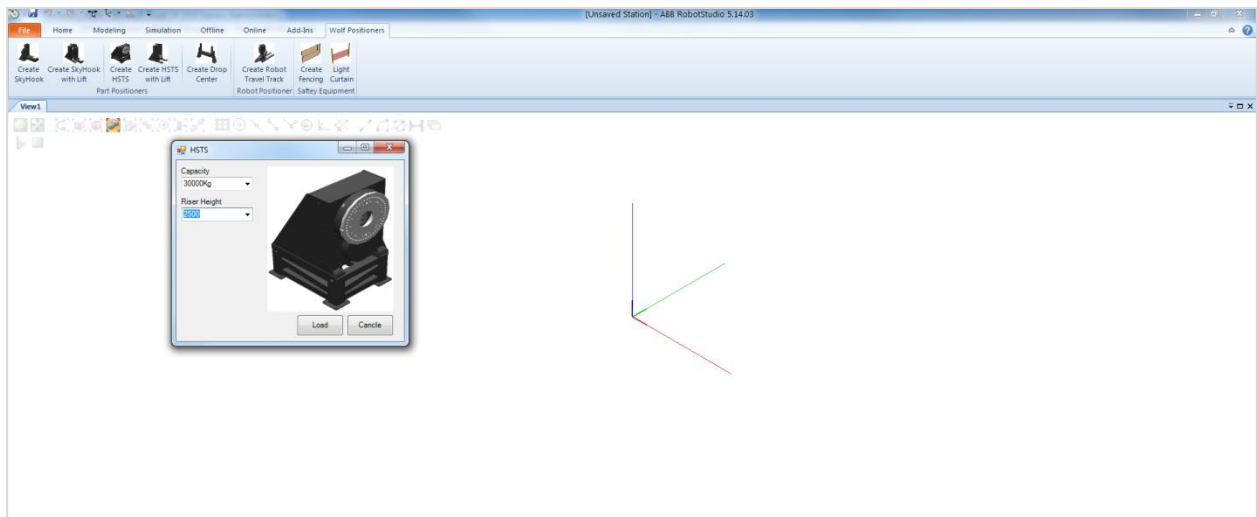 [Unsaved Station] - ABB RobotStudio 5.14.03
File Home Modeling Simulation Offline Online Add-Ins Wolf Positioners
Create SkyHook
Create SkyHook with Lift
Create HSTS
Create HSTS with Lift
Create Drop Center
Create Robot Travel Track
Create Fencing
Light Curtain
Part Positioners Robot Positioner Saftey Equipment
View1
HSTS
Capacity
30000Kg
Riser Height
2500
Load Cancle